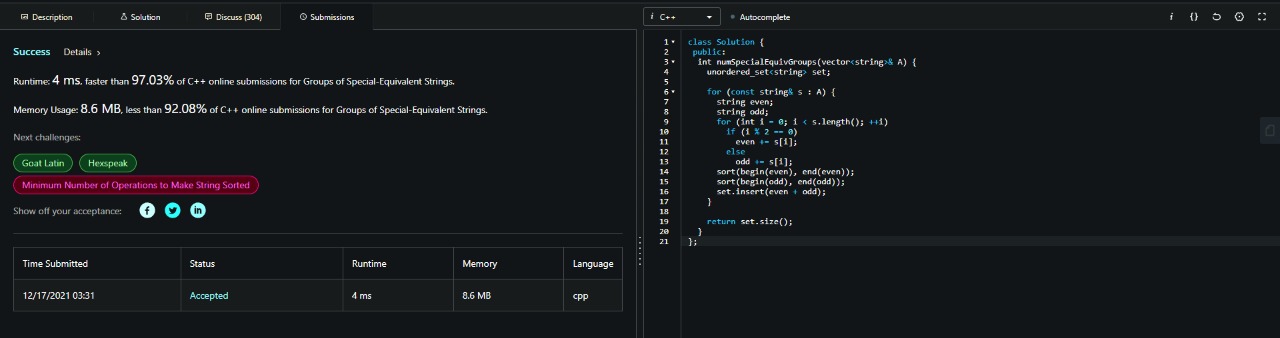 Description
Solution
Discuss (304)
Submissions
Success Details
Runtime: 4 ms, faster than 97.03% of C++ online submissions for Groups of Special-Equivalent Strings.
Memory Usage: 8.6 MB, less than 92.08% of C++ online submissions for Groups of Special-Equivalent Strings.
Next challenges:
Goat Latin
Hexspeak
Minimum Number of Operations to Make String Sorted
Show off your acceptance:
Time Submitted Status Runtime Memory Language
12/17/2021 03:31 Accepted 4 ms 8.6 MB cpp
i C++
Autocomplete
i {}
1 class Solution {
2 public:
3 int numSpecialEquivGroups(vector<string>& A) {
4 unordered_set<string> set;
5
6 for (const string& s : A) {
7 string even;
8 string odd;
9 for (int i = 0; i < s.length(); ++i)
10 if (i % 2 == 0)
11 even += s[i];
12 else
13 odd += s[i];
14 sort(begin(even), end(even));
15 sort(begin(odd), end(odd));
16 set.insert(even + odd);
17 }
18
19 return set.size();
20 }
21 };